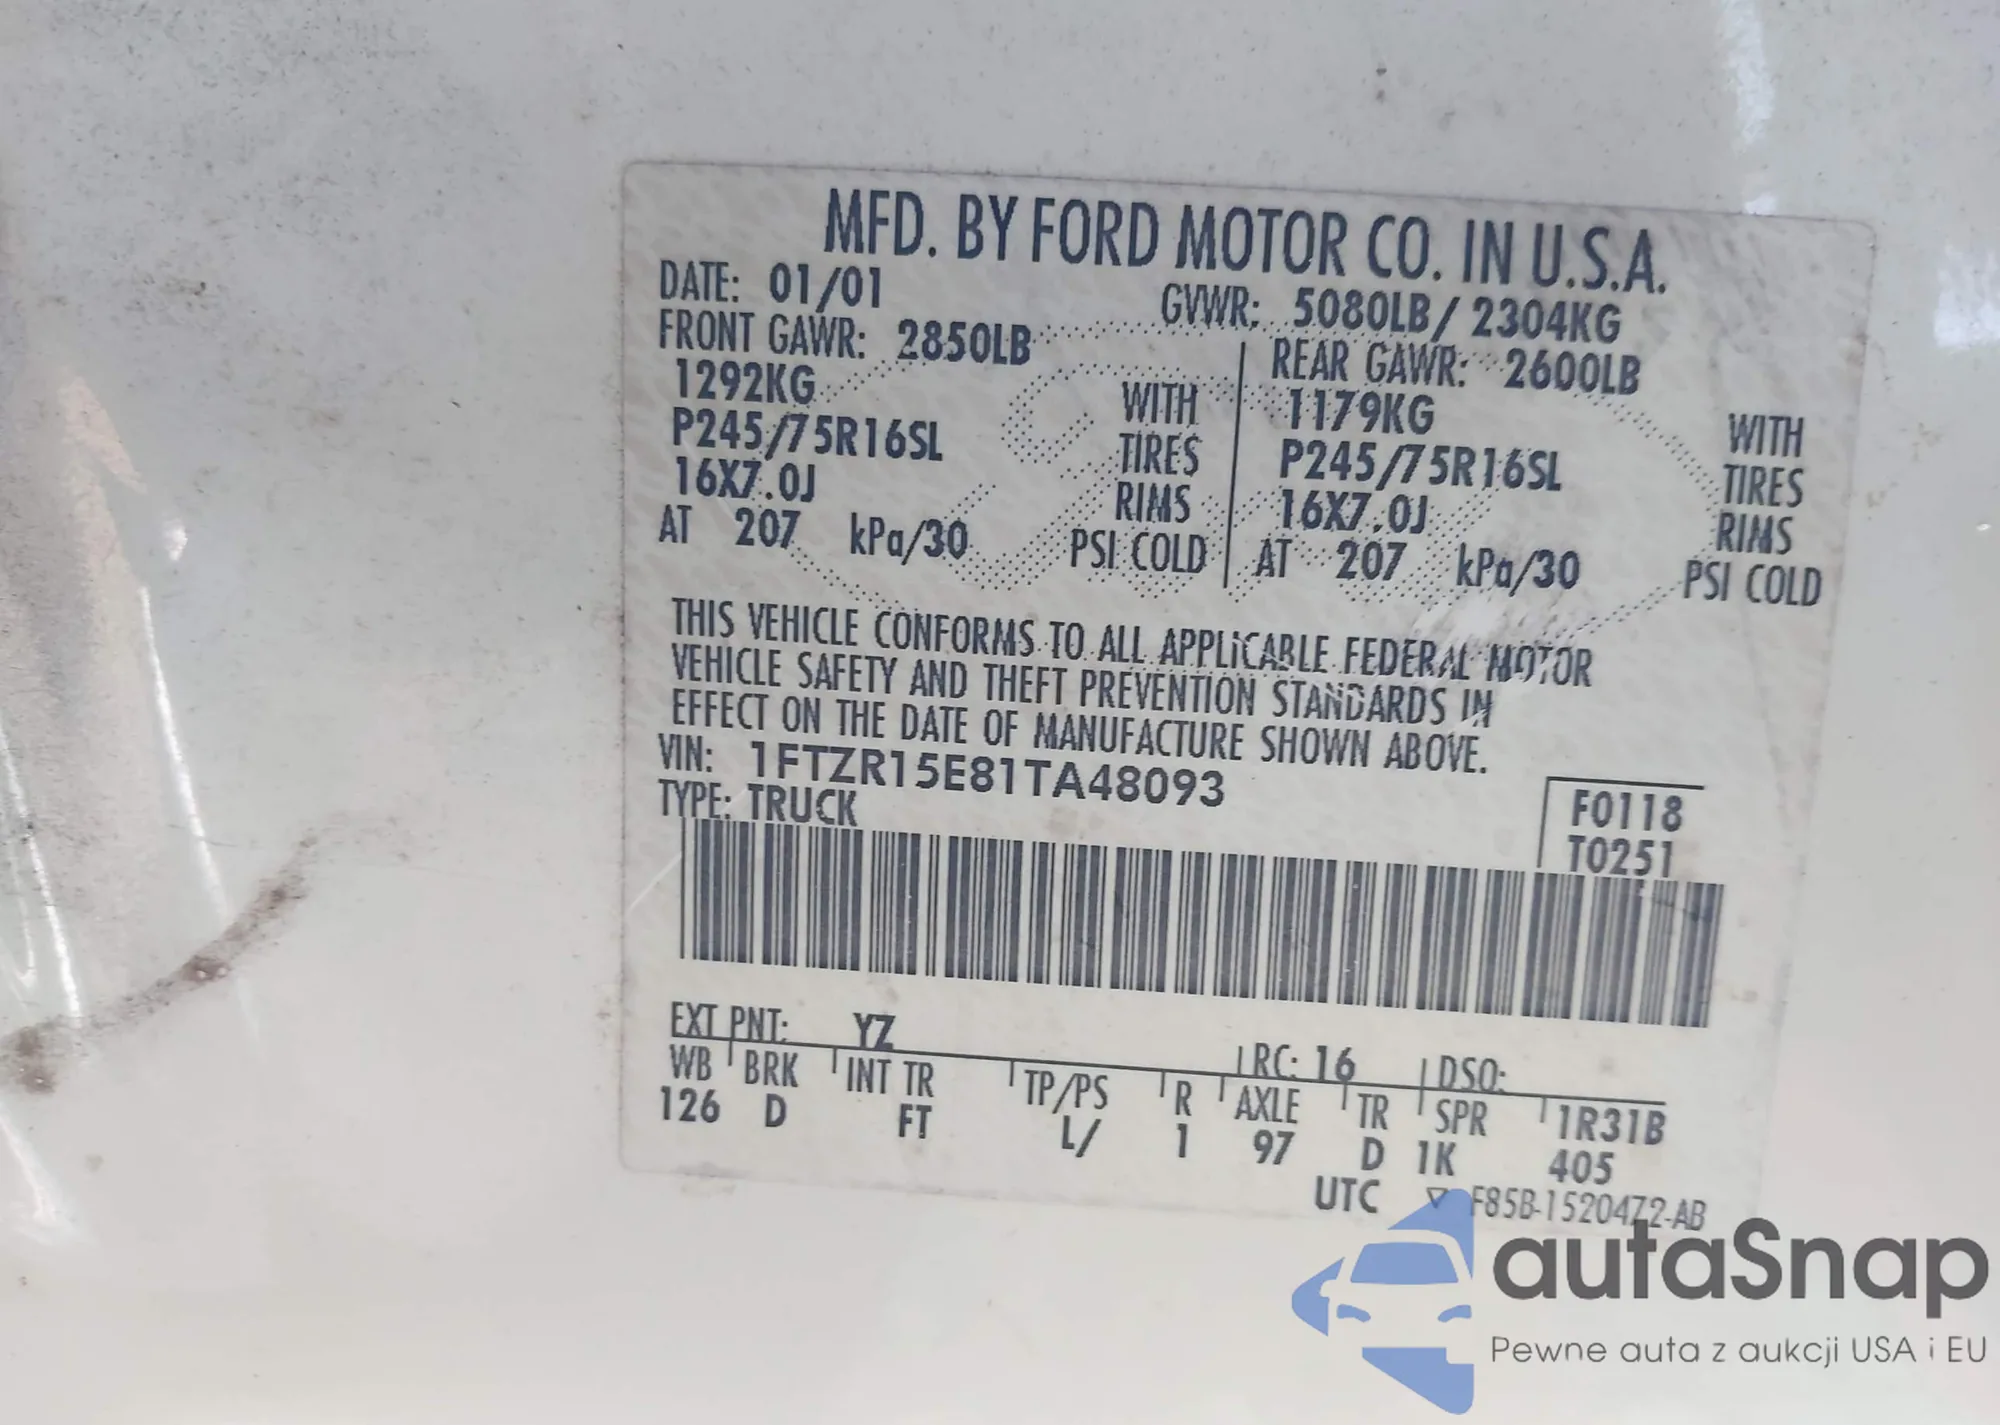 MFD. BY FORD MOTOR CO. IN U.S.A.
DATE: 01/01 GVWR: 5080LB/ 2304KG
FRONT GAWR: 2850LB REAR GAWR: 2600LB
1292KG WITH 1179KG WITH
P245/75R16SL TIRES P245/75R16SL TIRES
16X7.0J RIMS 16X7.0J RIMS
AT 207 kPa/30 PSI COLD AT 207 kPa/30 PSI COLD
THIS VEHICLE CONFORMS TO ALL APPLICABLE FEDERAL MOTOR
VEHICLE SAFETY AND THEFT PREVENTION STANDARDS IN
EFFECT ON THE DATE OF MANUFACTURE SHOWN ABOVE.
VIN: 1FTZR15E81TA48093
TYPE: TRUCK F0118
T0251
EXT PNT: YZ RC: 16 DSO:
WB BRK INT TR TP/PS R AXLE TR SPR 1R31B
126 D FT L/ 1 97 D 1K 405
UTC ▽ F85B-1520472-AB
autaSnap
Pewne auta z aukcji USA i EU